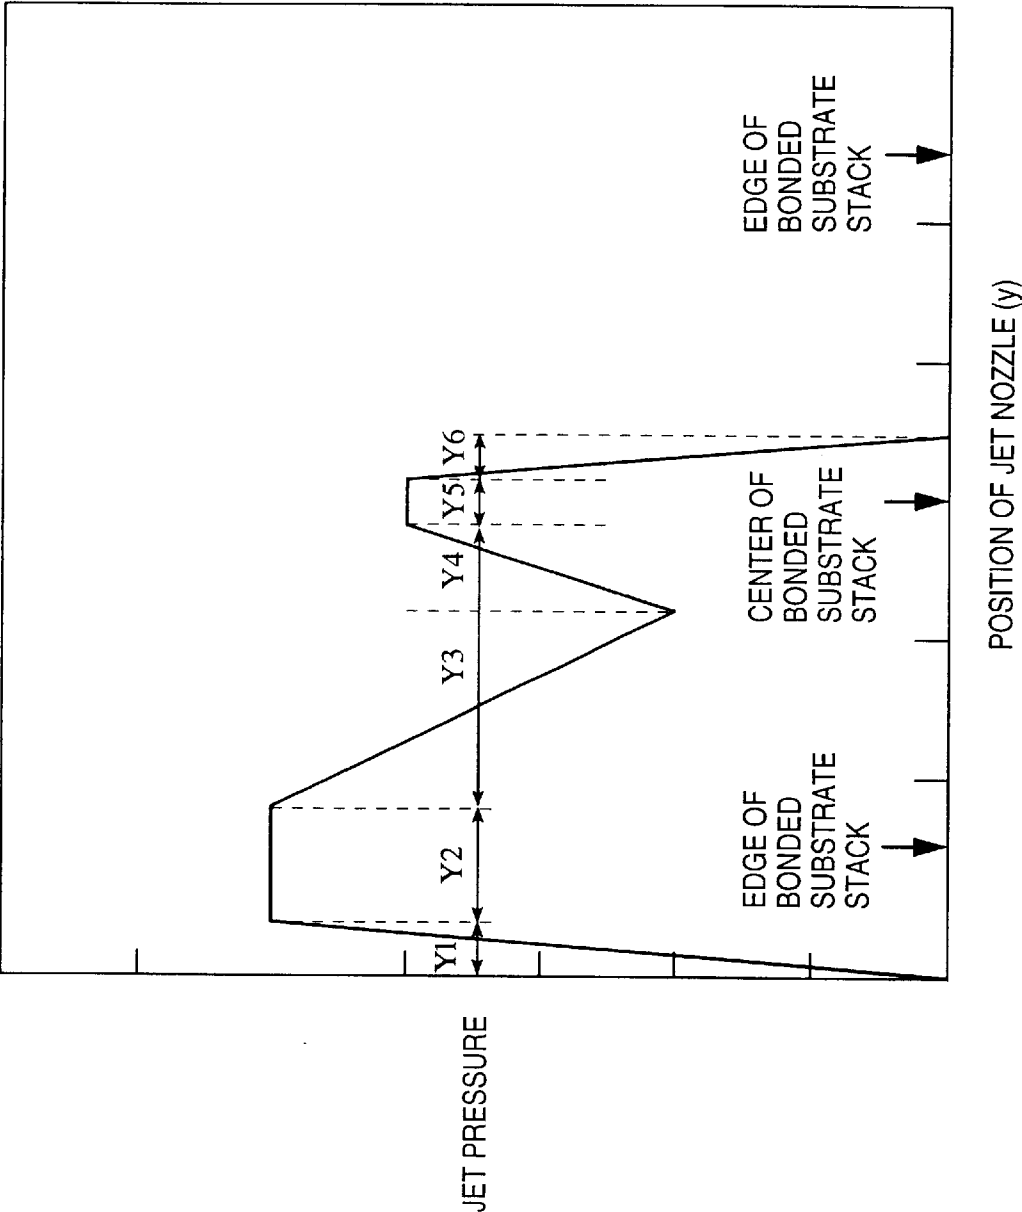 JET PRESSURE
Y1
Y2
Y3
Y4
Y5
Y6
EDGE OF
BONDED
SUBSTRATE
STACK
CENTER OF
BONDED
SUBSTRATE
STACK
EDGE OF
BONDED
SUBSTRATE
STACK
POSITION OF JET NOZZLE (y)